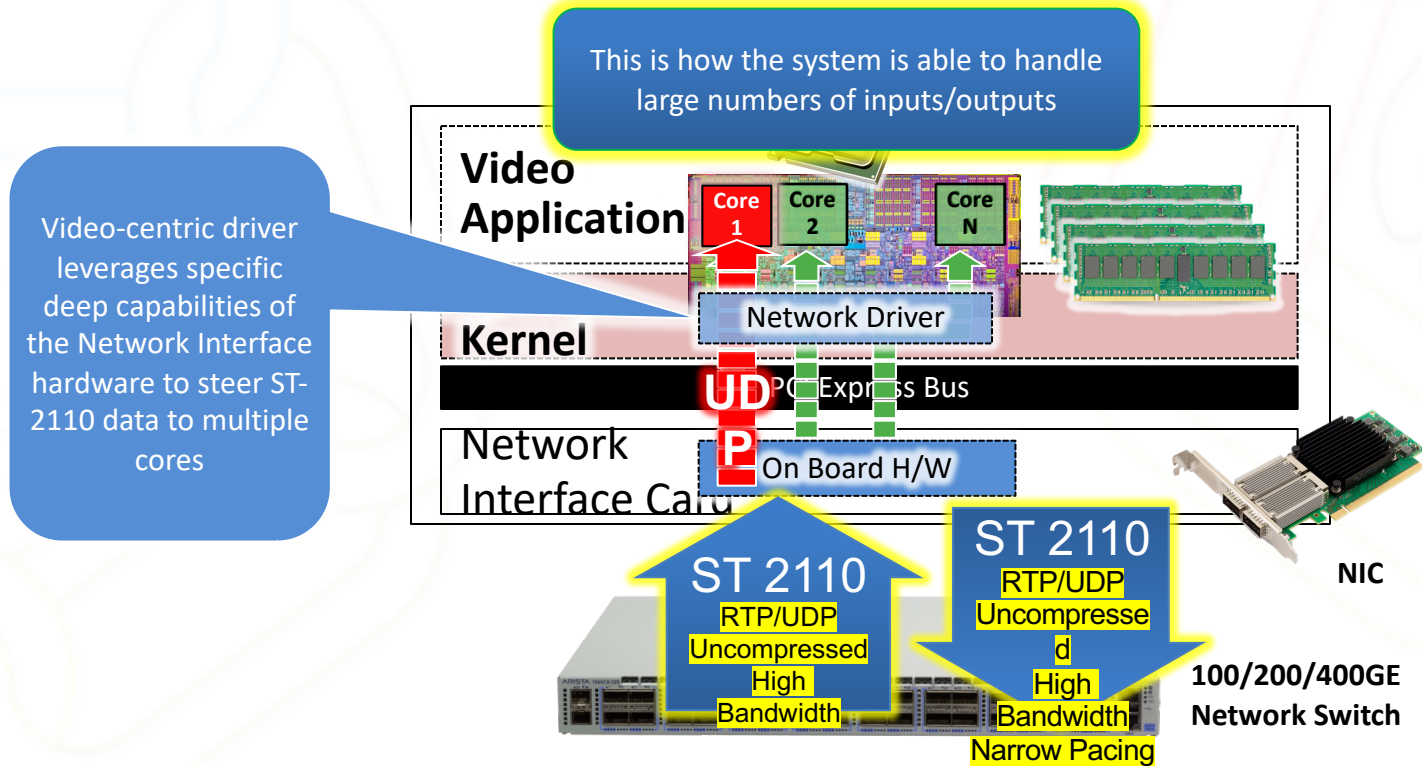 This is how the system is able to handle
large numbers of inputs/outputs
Video
Application
Core
1
Core
2
Core
N
Video-centric driver
leverages specific
deep capabilities of
the Network Interface
hardware to steer ST-
2110 data to multiple
cores
Network Driver
Kernel
UD
P
Express Bus
Network
Interface Card
On Board H/W
ST 2110
RTP/UDP
Uncompressed
High
Bandwidth
ST 2110
RTP/UDP
Uncompresse
d
High
Bandwidth
Narrow Pacing
NIC
100/200/400GE
Network Switch
ARISTA